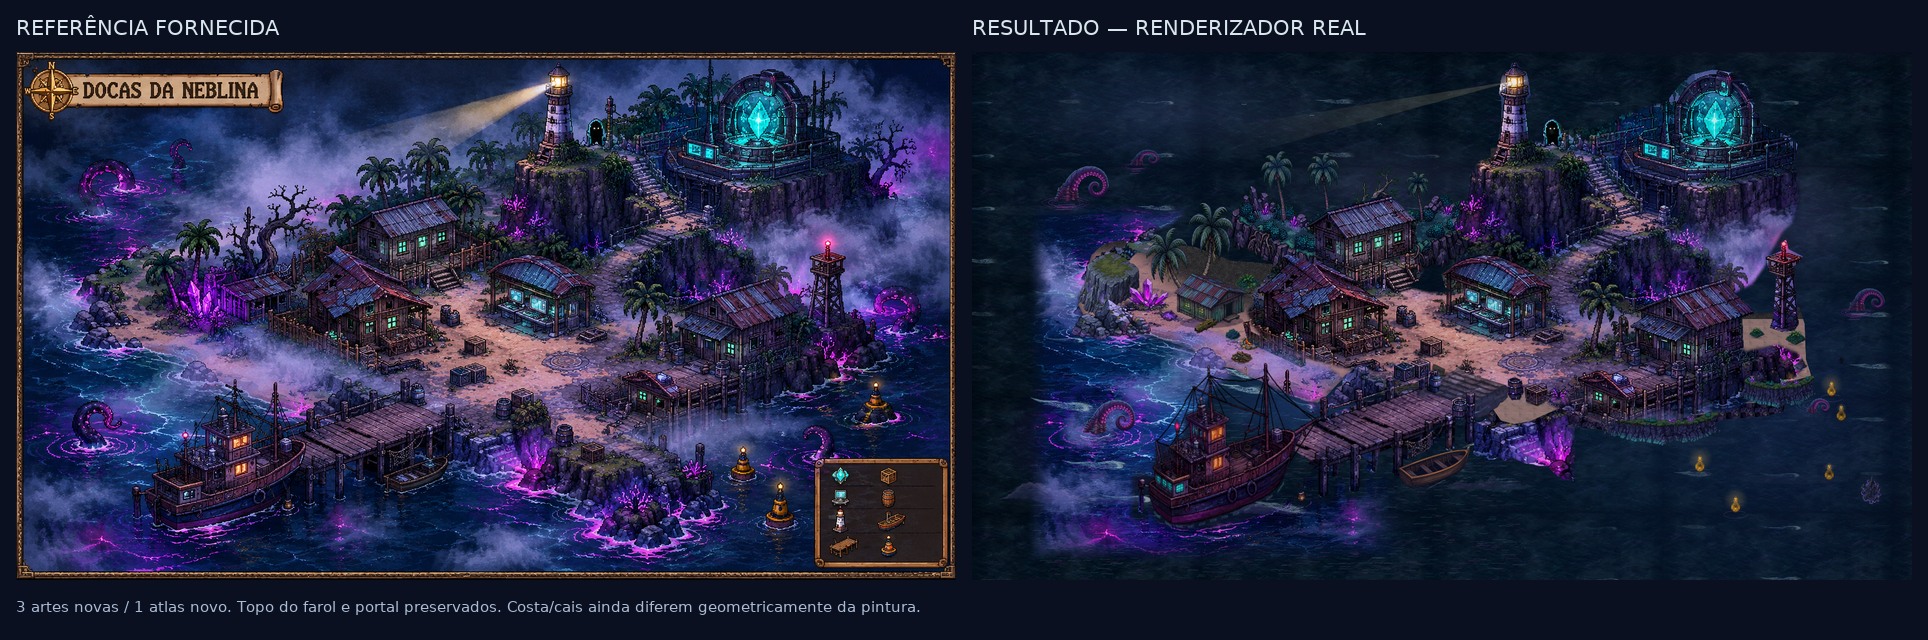 REFERÊNCIA FORNECIDA
RESULTADO — RENDERIZADOR REAL
N
W
DOCAS DA NEBLINA
S
3 artes novas / 1 atlas novo. Topo do farol e portal preservados. Costa/cais ainda diferem geometricamente da pintura.